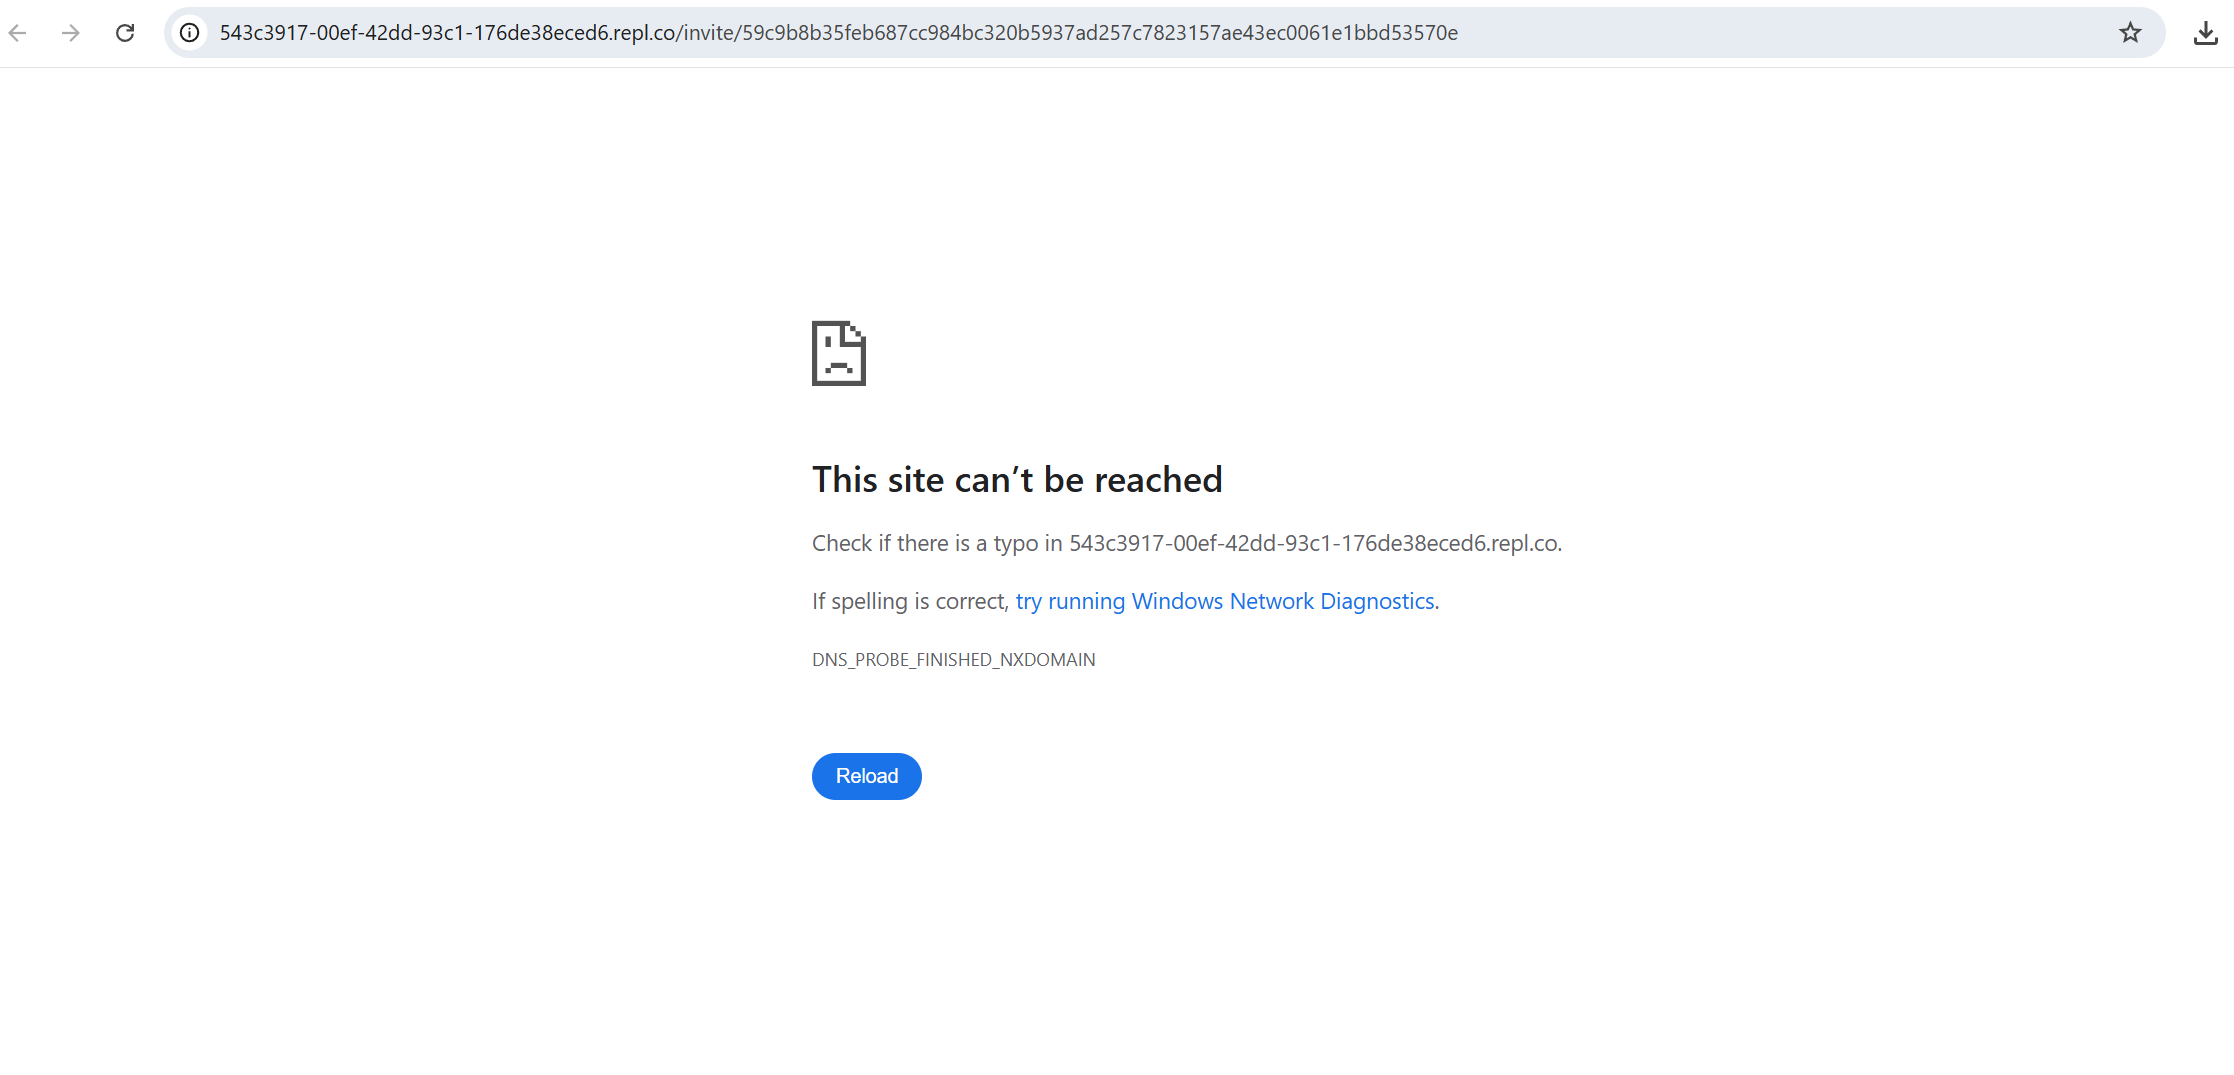 543c3917-00ef-42dd-93c1-176de38eced6.repl.co/invite/59c9b8b35feb687cc984bc320b5937ad257c7823157ae43ec0061e1bbd53570e
This site can’t be reached
Check if there is a typo in 543c3917-00ef-42dd-93c1-176de38eced6.repl.co.
If spelling is correct, try running Windows Network Diagnostics.
DNS_PROBE_FINISHED_NXDOMAIN
Reload